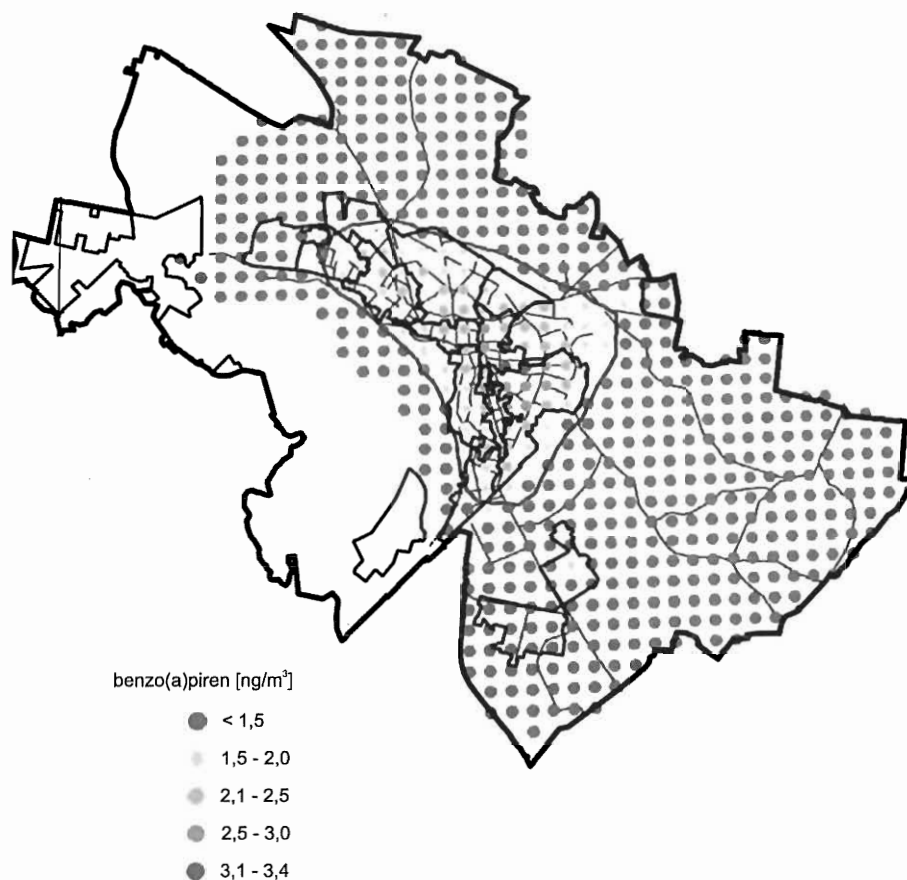 benzo(a)piren [ng/m³]
< 1,5
1,5 - 2,0
2,1 - 2,5
2,5 - 3,0
3,1 - 3,4